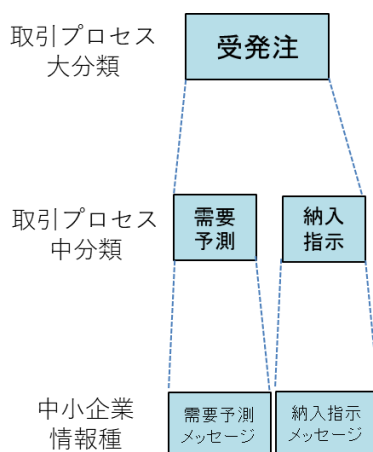 取引プロセス
大分類
受発注
取引プロセス
中分類
需要
予測
納入
指示
中小企業
情報種
需要予測
メッセージ
納入指示
メッセージ